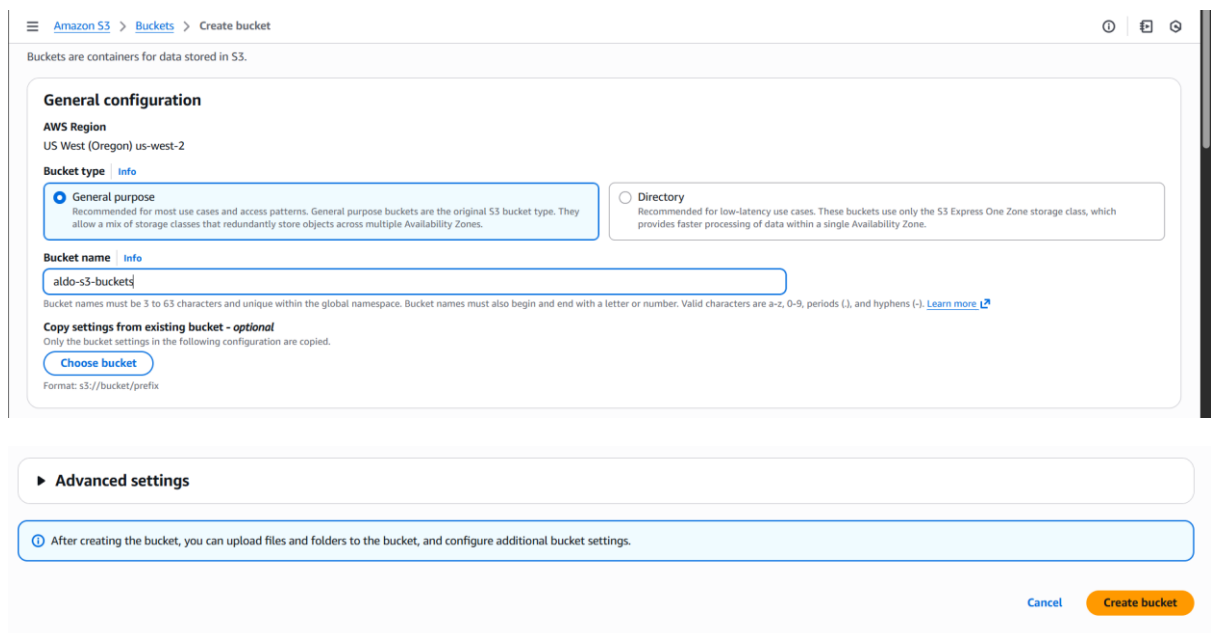 Amazon S3 > Buckets > Create bucket
Buckets are containers for data stored in S3.
General configuration
AWS Region
US West (Oregon) us-west-2
Bucket type Info
General purpose
Recommended for most use cases and access patterns. General purpose buckets are the original S3 bucket type. They
allow a mix of storage classes that redundantly store objects across multiple Availability Zones.
Directory
Recommended for low-latency use cases. These buckets use only the S3 Express One Zone storage class, which
provides faster processing of data within a single Availability Zone.
Bucket name Info
aldo-s3-buckets
Bucket names must be 3 to 63 characters and unique within the global namespace. Bucket names must also begin and end with a letter or number. Valid characters are a-z, 0-9, periods (.), and hyphens (-). Learn more
Copy settings from existing bucket - optional
Only the bucket settings in the following configuration are copied.
Choose bucket
Format: s3://bucket/prefix
Advanced settings
After creating the bucket, you can upload files and folders to the bucket, and configure additional bucket settings.
Cancel Create bucket